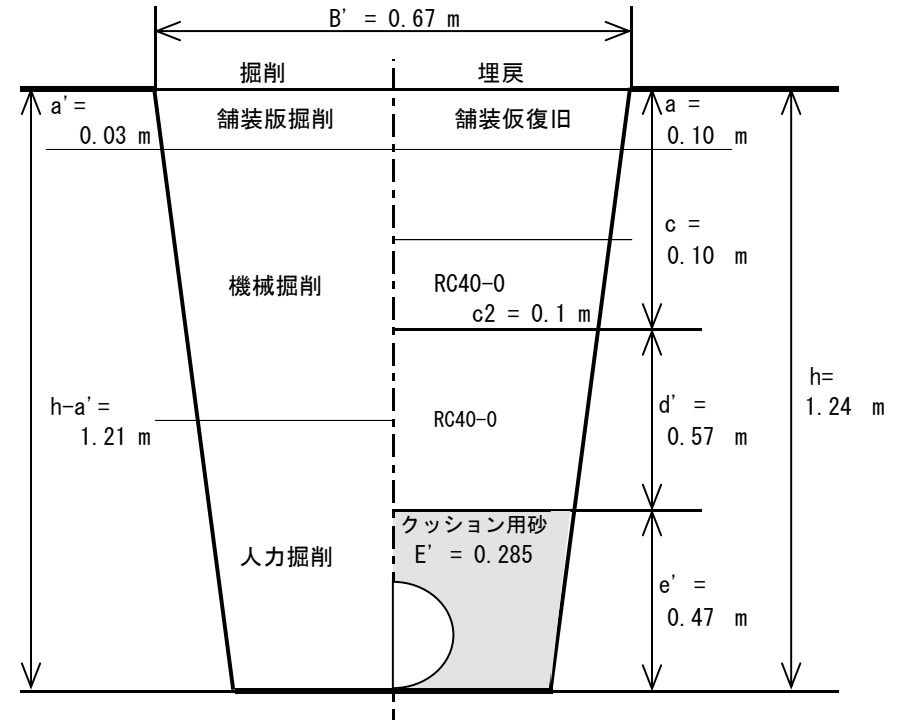 B' = 0.67 m
掘削
埋戻
a'=
0.03 m
舗装版掘削
舗装仮復旧
a =
0.10 m
c =
0.10 m
機械掘削
RC40-0
c2 = 0.1 m
h=
1.24 m
h-a'=
1.21 m
RC40-0
d' =
0.57 m
クッション用砂
E' = 0.285
人力掘削
e' =
0.47 m